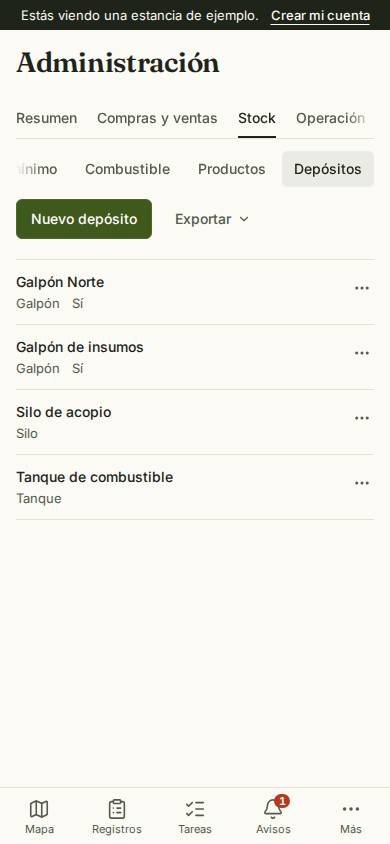 Estás viendo una estancia de ejemplo. Crear mi cuenta
Administración
Resumen Compras y ventas Stock Operación
Combustible Productos Depósitos
Nuevo depósito Exportar
Galpón Norte
Galpón Sí
Galpón de insumos
Galpón Sí
Silo de acopio
Silo
Tanque de combustible
Tanque
1
Mapa Registros Tareas Avisos Más